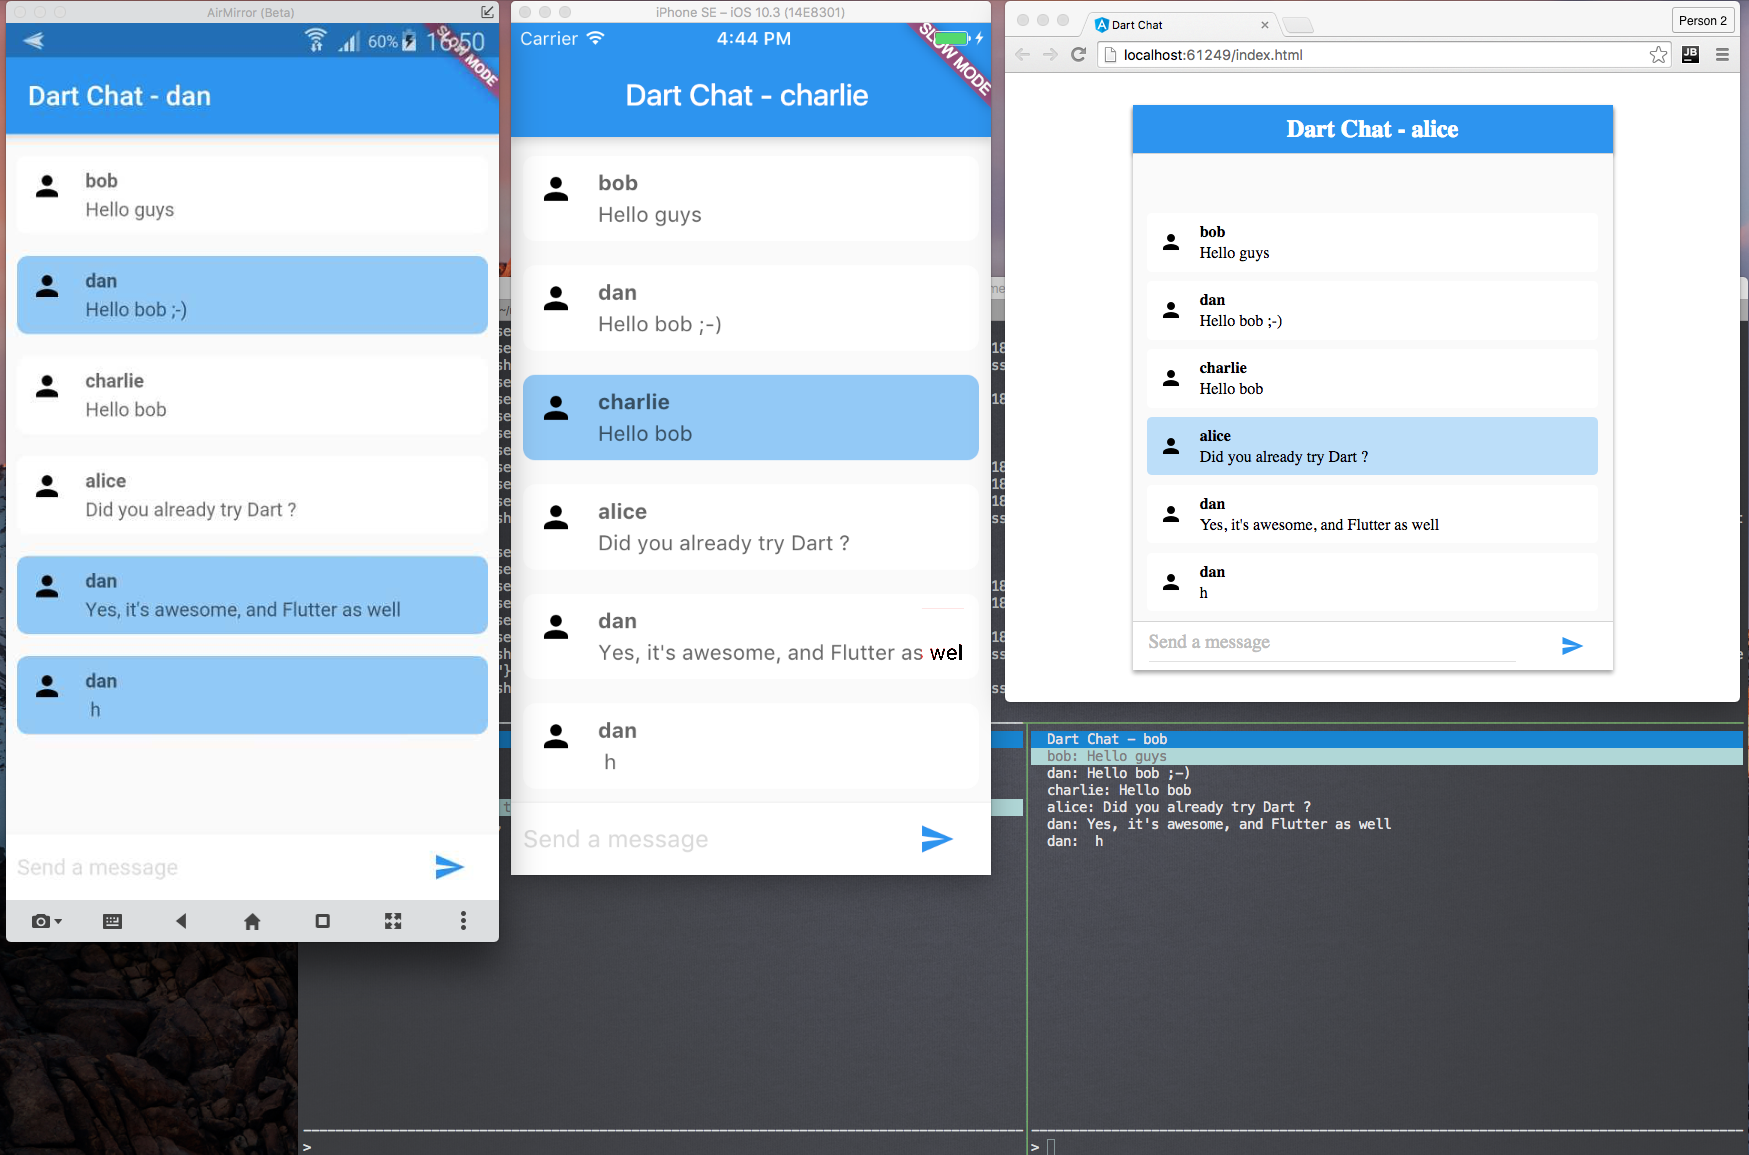 AirMirror (Beta)
60%
16:50
SLOW MODE
Dart Chat - dan
bob
Hello guys
dan
Hello bob ;-)
charlie
Hello bob
alice
Did you already try Dart ?
dan
Yes, it's awesome, and Flutter as well
dan
h
Send a message
iPhone SE – iOS 10.3 (14E8301)
Carrier
4:44 PM
SLOW MODE
Dart Chat - charlie
bob
Hello guys
dan
Hello bob ;-)
charlie
Hello bob
alice
Did you already try Dart ?
dan
Yes, it's awesome, and Flutter as wel
dan
h
Send a message
Dart Chat
Person 2
localhost:61249/index.html
JB
Dart Chat - alice
bob
Hello guys
dan
Hello bob ;-)
charlie
Hello bob
alice
Did you already try Dart ?
dan
Yes, it's awesome, and Flutter as well
dan
h
Send a message
Dart Chat - bob
bob: Hello guys
dan: Hello bob ;-)
charlie: Hello bob
alice: Did you already try Dart ?
dan: Yes, it's awesome, and Flutter as well
dan:  h
>
>